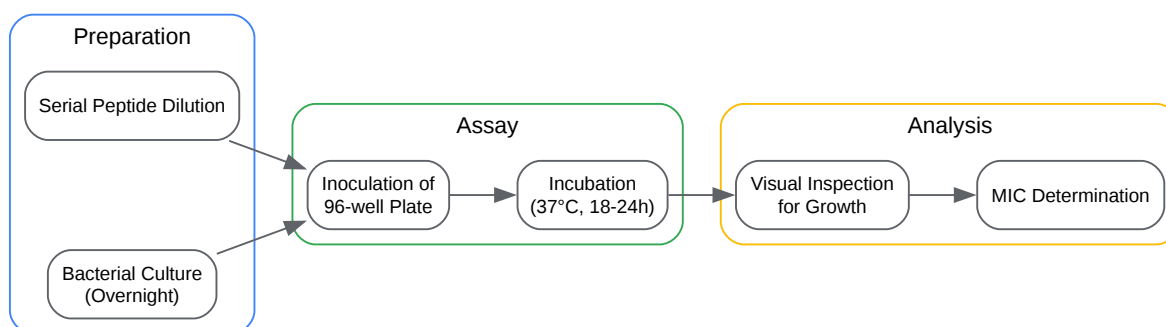 Preparation
Serial Peptide Dilution
Bacterial Culture
(Overnight)
Assay
Inoculation of
96-well Plate
Incubation
(37°C, 18-24h)
Analysis
Visual Inspection
for Growth
MIC Determination